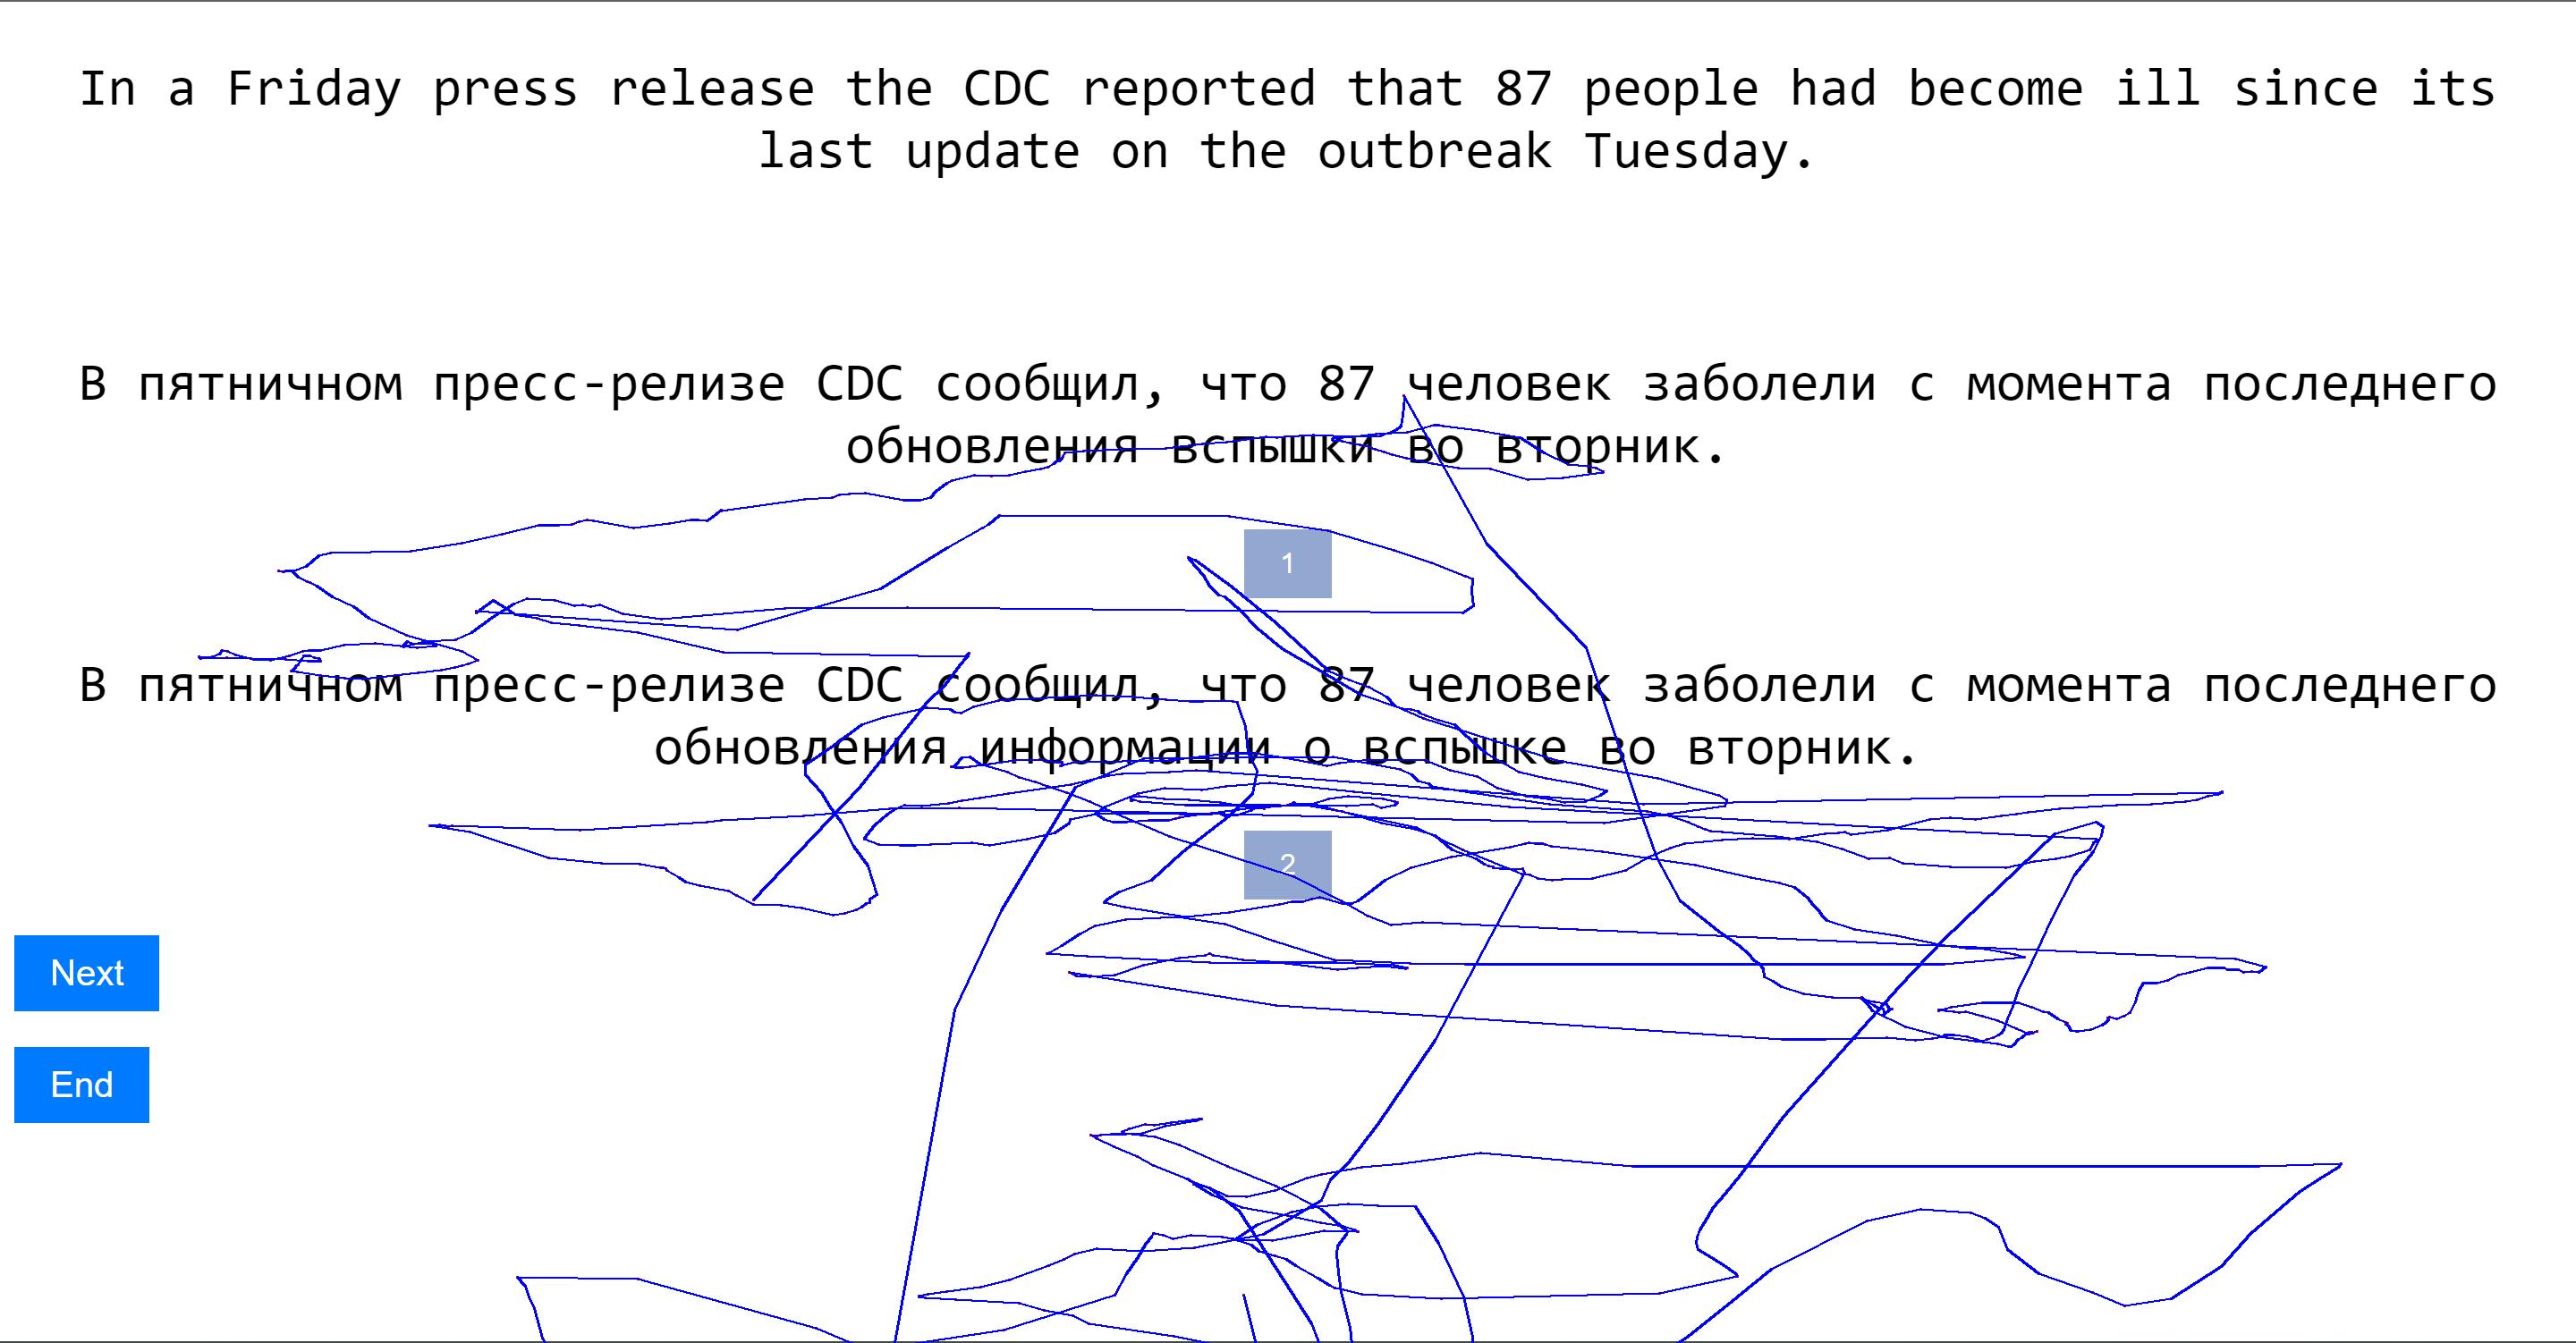 In a Friday press release the CDC reported that 87 people had become ill since its
last update on the outbreak Tuesday.
В пятничном пресс-релизе CDC сообщил, что 87 человек заболели с момента последнего
обновления вспышки во вторник.
1
В пятничном пресс-релизе CDC сообщил, что 87 человек заболели с момента последнего
обновления информации о вспышке во вторник.
2
Next
End